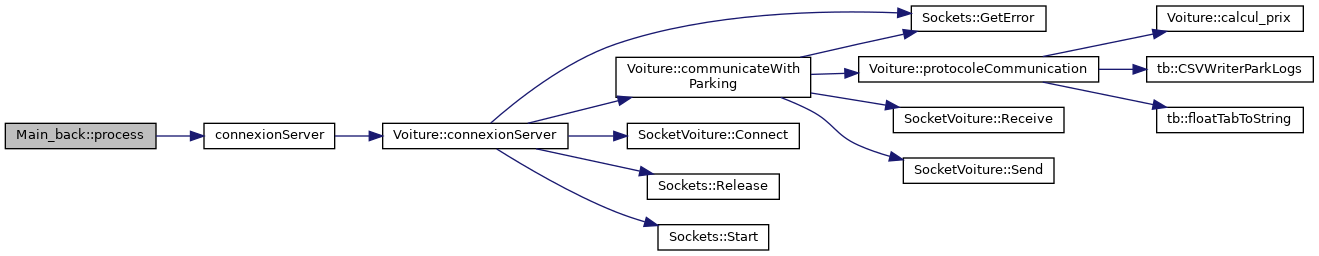 Main_back::process
connexionServer
Voiture::connexionServer
Voiture::communicateWith
Parking
SocketVoiture::Connect
Sockets::Release
Sockets::Start
Sockets::GetError
Voiture::protocoleCommunication
SocketVoiture::Receive
SocketVoiture::Send
Voiture::calcul_prix
tb::CSVWriterParkLogs
tb::floatTabToString